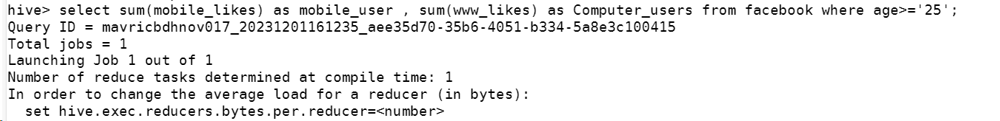 hive> select sum(mobile_likes) as mobile_user , sum(www_likes) as Computer_users from facebook where age>='25';
Query ID = mavricbdhnov017_20231201161235_aee35d70-35b6-4051-b334-5a8e3c100415
Total jobs = 1
Launching Job 1 out of 1
Number of reduce tasks determined at compile time: 1
In order to change the average load for a reducer (in bytes):
  set hive.exec.reducers.bytes.per.reducer=<number>